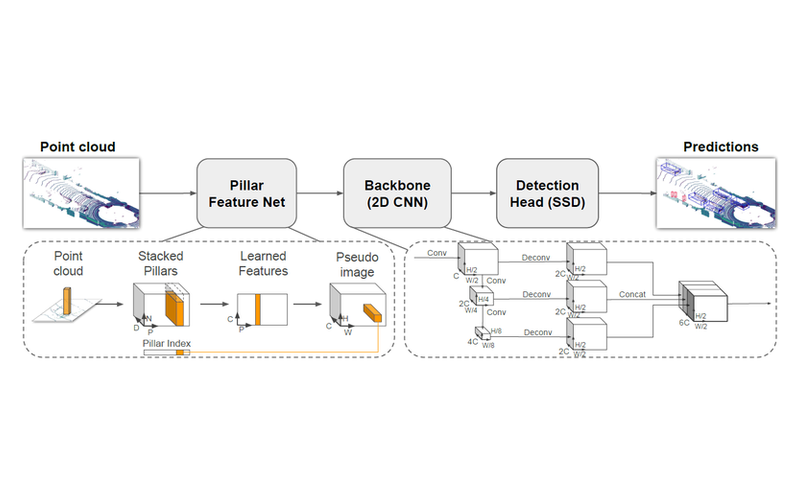 Point cloud
Predictions
Pillar
Feature Net
Backbone
(2D CNN)
Detection
Head (SSD)
Point
cloud
Stacked
Pillars
Learned
Features
Pseudo
image
D
N
P
C
P
C
H
W
Pillar Index
Conv
C
H/2
W/2
Conv
2C
H/4
W/4
Conv
4C
H/8
W/8
Deconv
2C
H/2
W/2
Deconv
2C
H/2
W/2
Deconv
2C
H/2
W/2
Concat
6C
H/2
W/2